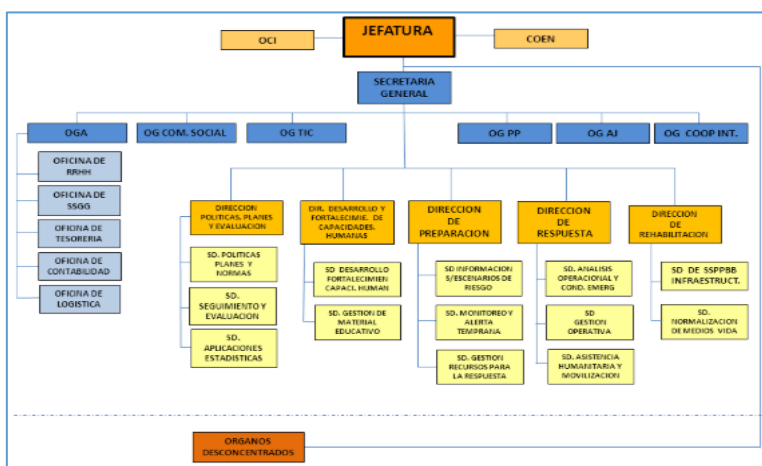 JEFATURA
OCI
COEN
SECRETARIA
GENERAL
OGA
OG COM. SOCIAL
OG TIC
OG PP
OG AJ
OG COOP INT.
OFICINA DE
RRHH
OFICINA DE
SSGG
OFICINA DE
TESORERIA
OFICINA DE
CONTABILIDAD
OFICINA DE
LOGISTICA
DIRECCION
POLITICAS, PLANES
Y EVALUACION
SD. POLITICAS
PLANES Y
NORMAS
SD.
SEGUIMIENTO Y
EVALUACION
SD.
APLICACIONES
ESTADISTICAS
DIR. DESARROLLO Y
FORTALECIMIE. DE
CAPACIDADES.
HUMANAS
SD DESARROLLO
FORTALECIMIEN
CAPACI. HUMAN
SD. GESTION DE
MATERIAL
EDUCATIVO
DIRECCION
DE
PREPARACION
SD INFORMACION
S/ESCENARIOS DE
RIESGO
SD. MONITOREO Y
ALERTA
TEMPRANA
SD. GESTION
RECURSOS PARA
LA RESPUESTA
DIRECCION
DE
RESPUESTA
SD. ANALISIS
OPERACIONAL Y
COND. EMERG
SD
GESTION
OPERATIVA
SD. ASISTENCIA
HUMANITARIA Y
MOVILIZACION
DIRECCION
DE
REHABILITACION
SD DE SSPPBB
INFRAESTRUCT.
SD.
NORMALIZACION
DE MEDIOS VIDA
ORGANOS
DESCONCENTRADOS